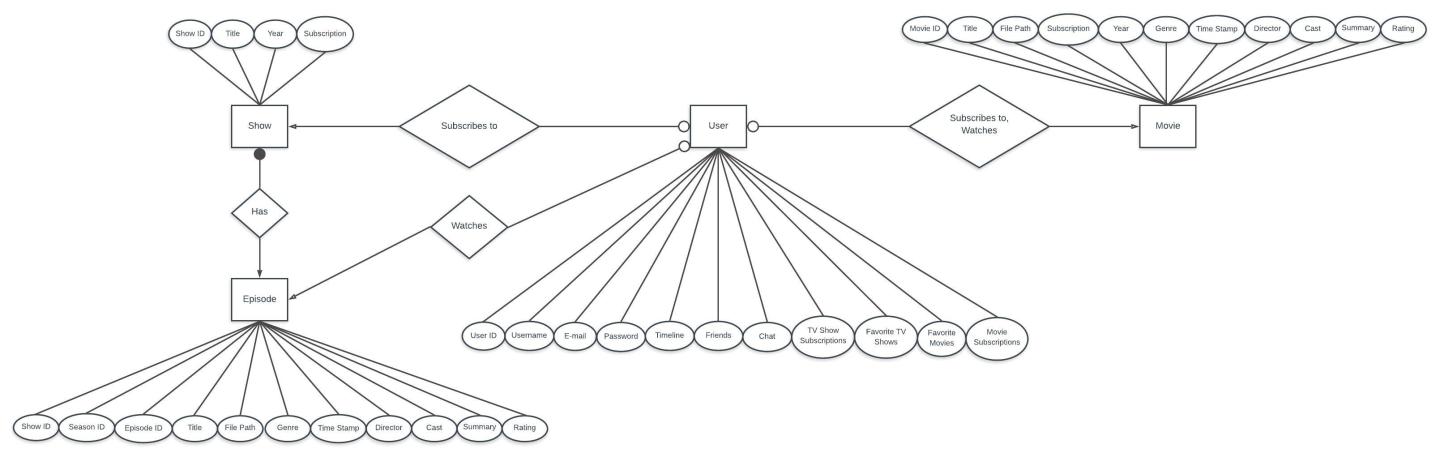 Show ID Title Year Subscription
Movie ID Title File Path Subscription Year Genre Time Stamp Director Cast Summary Rating
Show
Subscribes to
User
Subscribes to,
Watches
Movie
Has
Watches
Episode
User ID Username E-mail Password Timeline Friends Chat
TV Show
Subscriptions
Favorite TV
Shows
Favorite
Movies
Movie
Subscriptions
Show ID Season ID Episode ID Title File Path Genre Time Stamp Director Cast Summary Rating